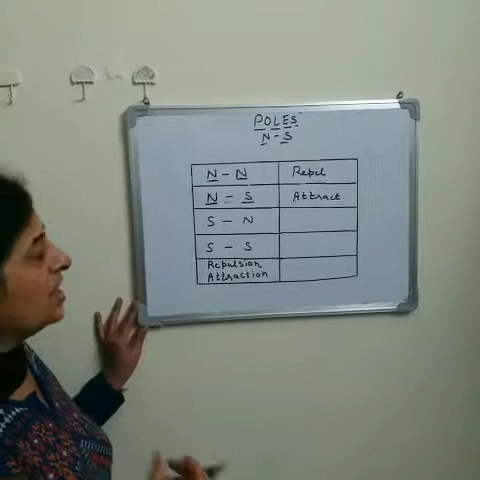 POLES
N - S
N - N Repel
N - S Attract
S - N
S - S
Repulsion
Attraction